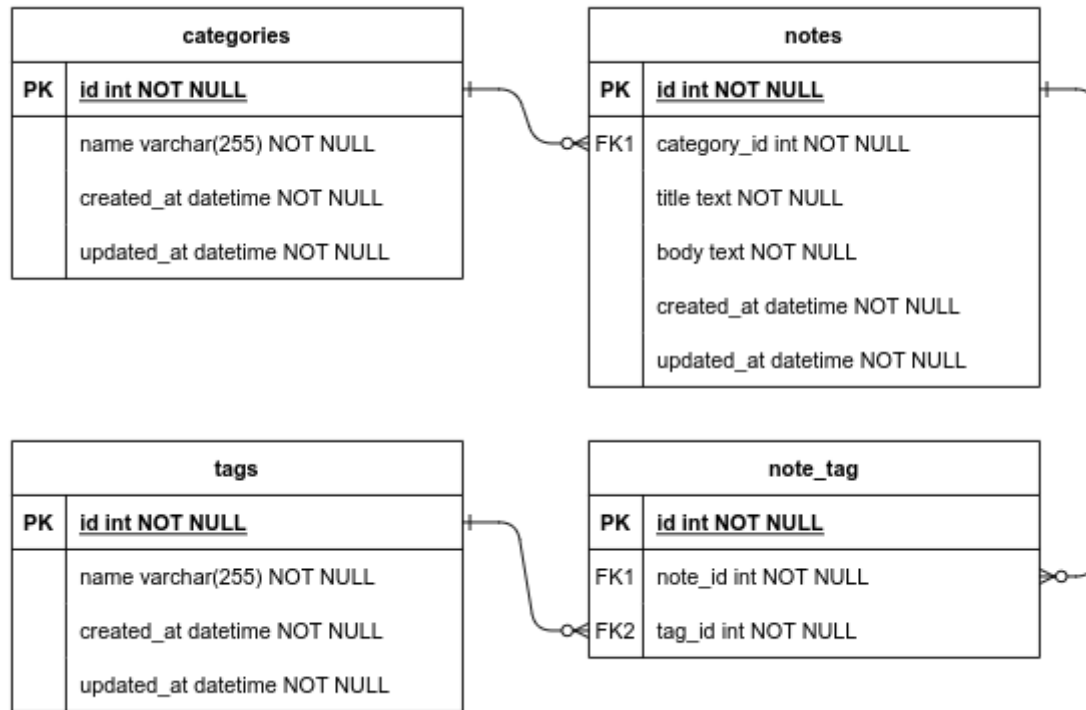 categories
PK id int NOT NULL
name varchar(255) NOT NULL
created_at datetime NOT NULL
updated_at datetime NOT NULL
notes
PK id int NOT NULL
FK1 category_id int NOT NULL
title text NOT NULL
body text NOT NULL
created_at datetime NOT NULL
updated_at datetime NOT NULL
tags
PK id int NOT NULL
name varchar(255) NOT NULL
created_at datetime NOT NULL
updated_at datetime NOT NULL
note_tag
PK id int NOT NULL
FK1 note_id int NOT NULL
FK2 tag_id int NOT NULL